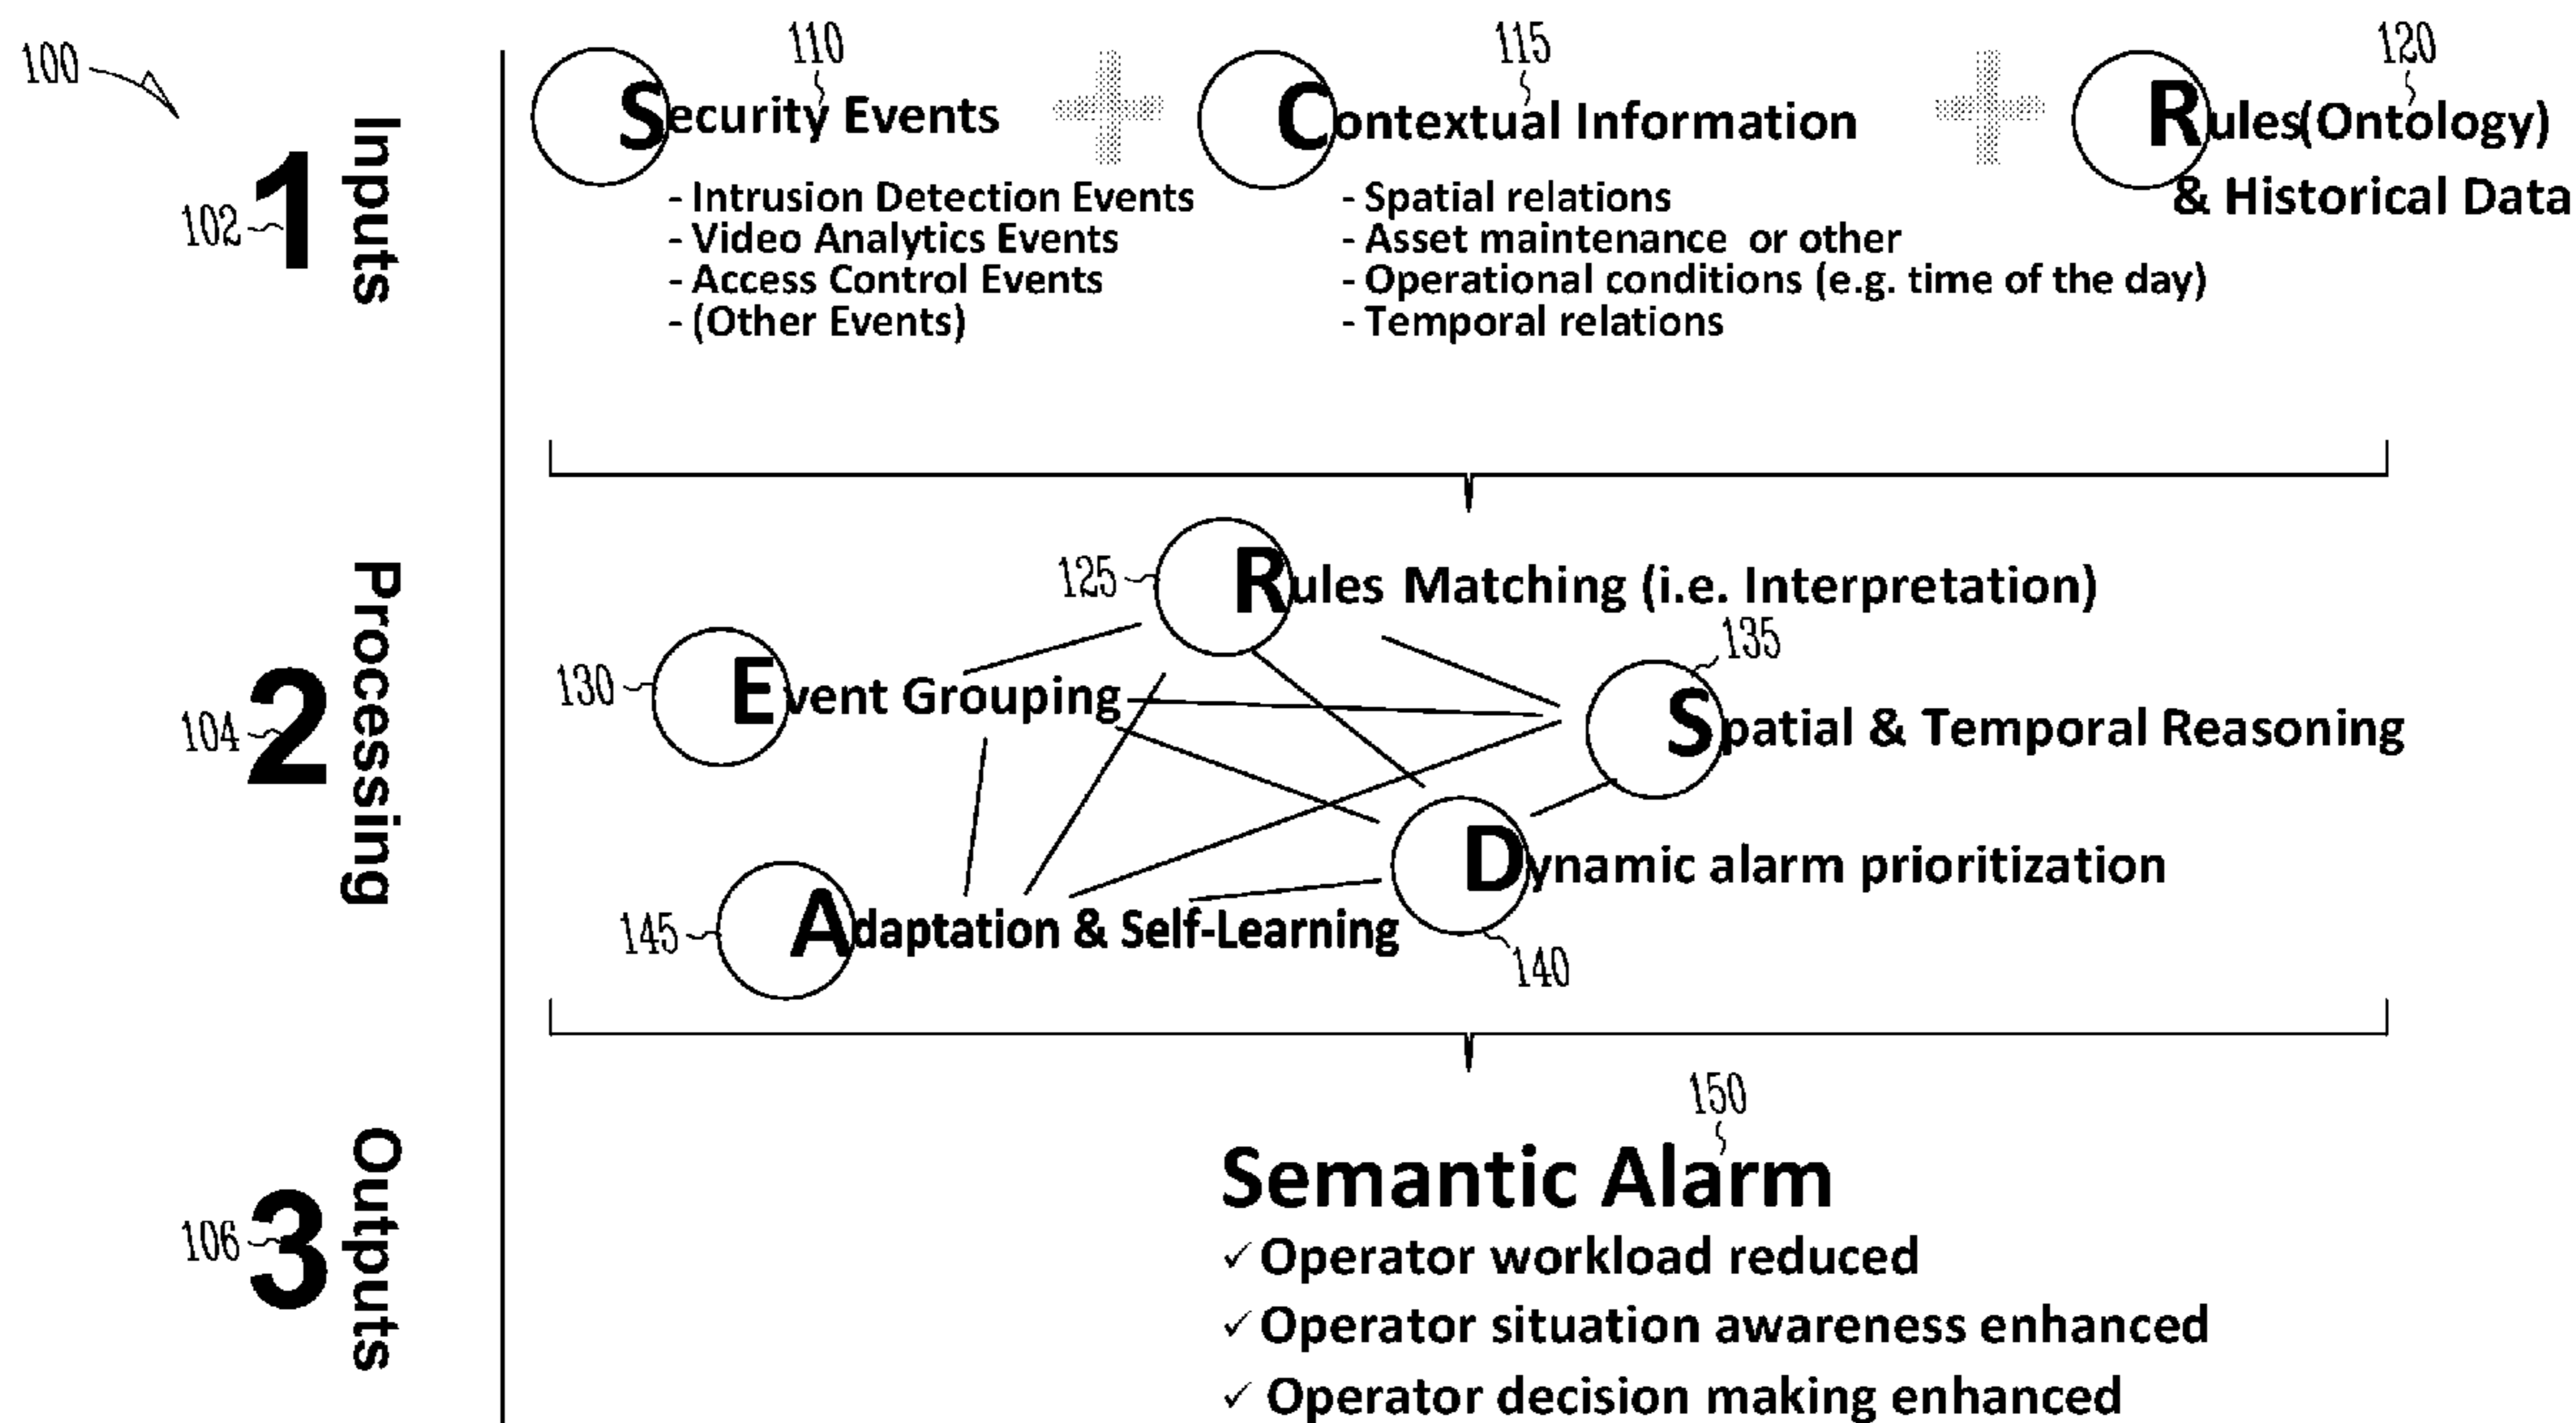 100
110
115
120
Security Events
Contextual Information
Rules(Ontology)
& Historical Data
1
Inputs
102
- Intrusion Detection Events
- Video Analytics Events
- Access Control Events
- (Other Events)
- Spatial relations
- Asset maintenance or other
- Operational conditions (e.g. time of the day)
- Temporal relations
2
Processing
104
125
Rules Matching (i.e. Interpretation)
130
Event Grouping
135
Spatial & Temporal Reasoning
Dynamic alarm prioritization
140
145
Adaptation & Self-Learning
3
Outputs
106
150
Semantic Alarm
✓ Operator workload reduced
✓ Operator situation awareness enhanced
✓ Operator decision making enhanced